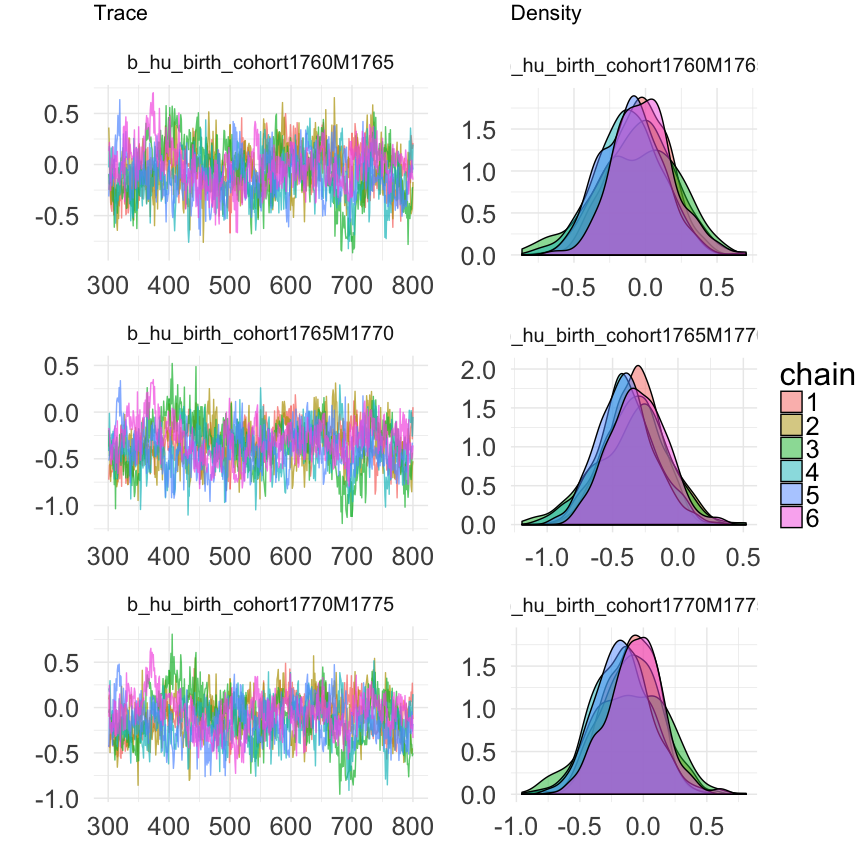 Trace
Density
b_hu_birth_cohort1760M1765
_hu_birth_cohort1760M176
0.5
0.0
-0.5
300 400 500 600 700 800
1.5
1.0
0.5
0.0
-0.5 0.0 0.5
b_hu_birth_cohort1765M1770
_hu_birth_cohort1765M177
0.5
0.0
-0.5
-1.0
300 400 500 600 700 800
2.0
1.5
1.0
0.5
0.0
-1.0 -0.5 0.0 0.5
b_hu_birth_cohort1770M1775
_hu_birth_cohort1770M177
0.5
0.0
-0.5
-1.0
300 400 500 600 700 800
1.5
1.0
0.5
0.0
-1.0 -0.5 0.0 0.5
chain
1
2
3
4
5
6